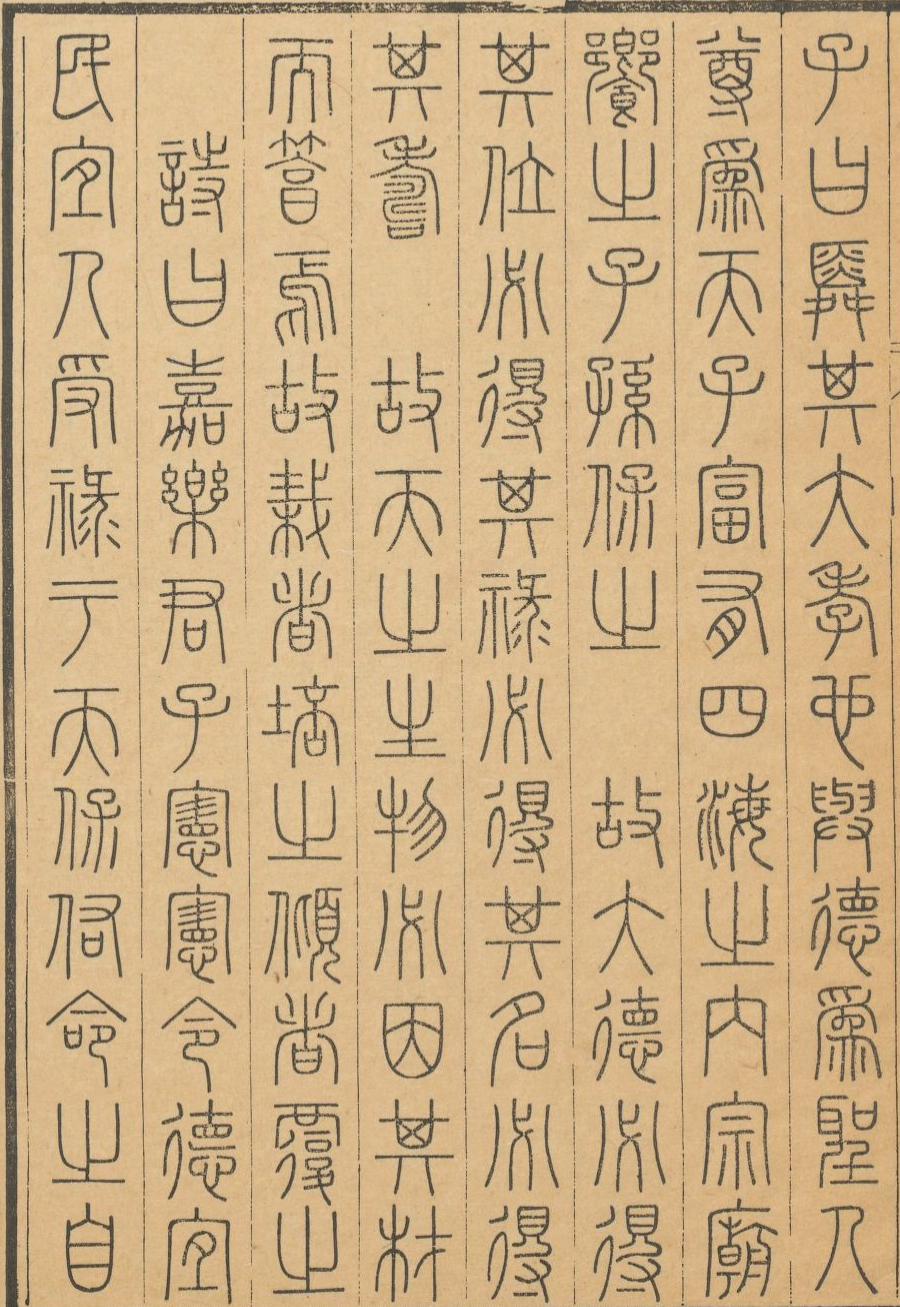 子曰舜其大孝也與德爲聖人
尊爲天子富有四海之內宗廟
饗之子孫保之　故大德必得
其位必得其祿必得其名必得
其壽　故天之生物必因其材
而篤焉故栽者培之傾者覆之
詩曰嘉樂君子憲憲令德宜
民宜人受祿于天保佑命之自